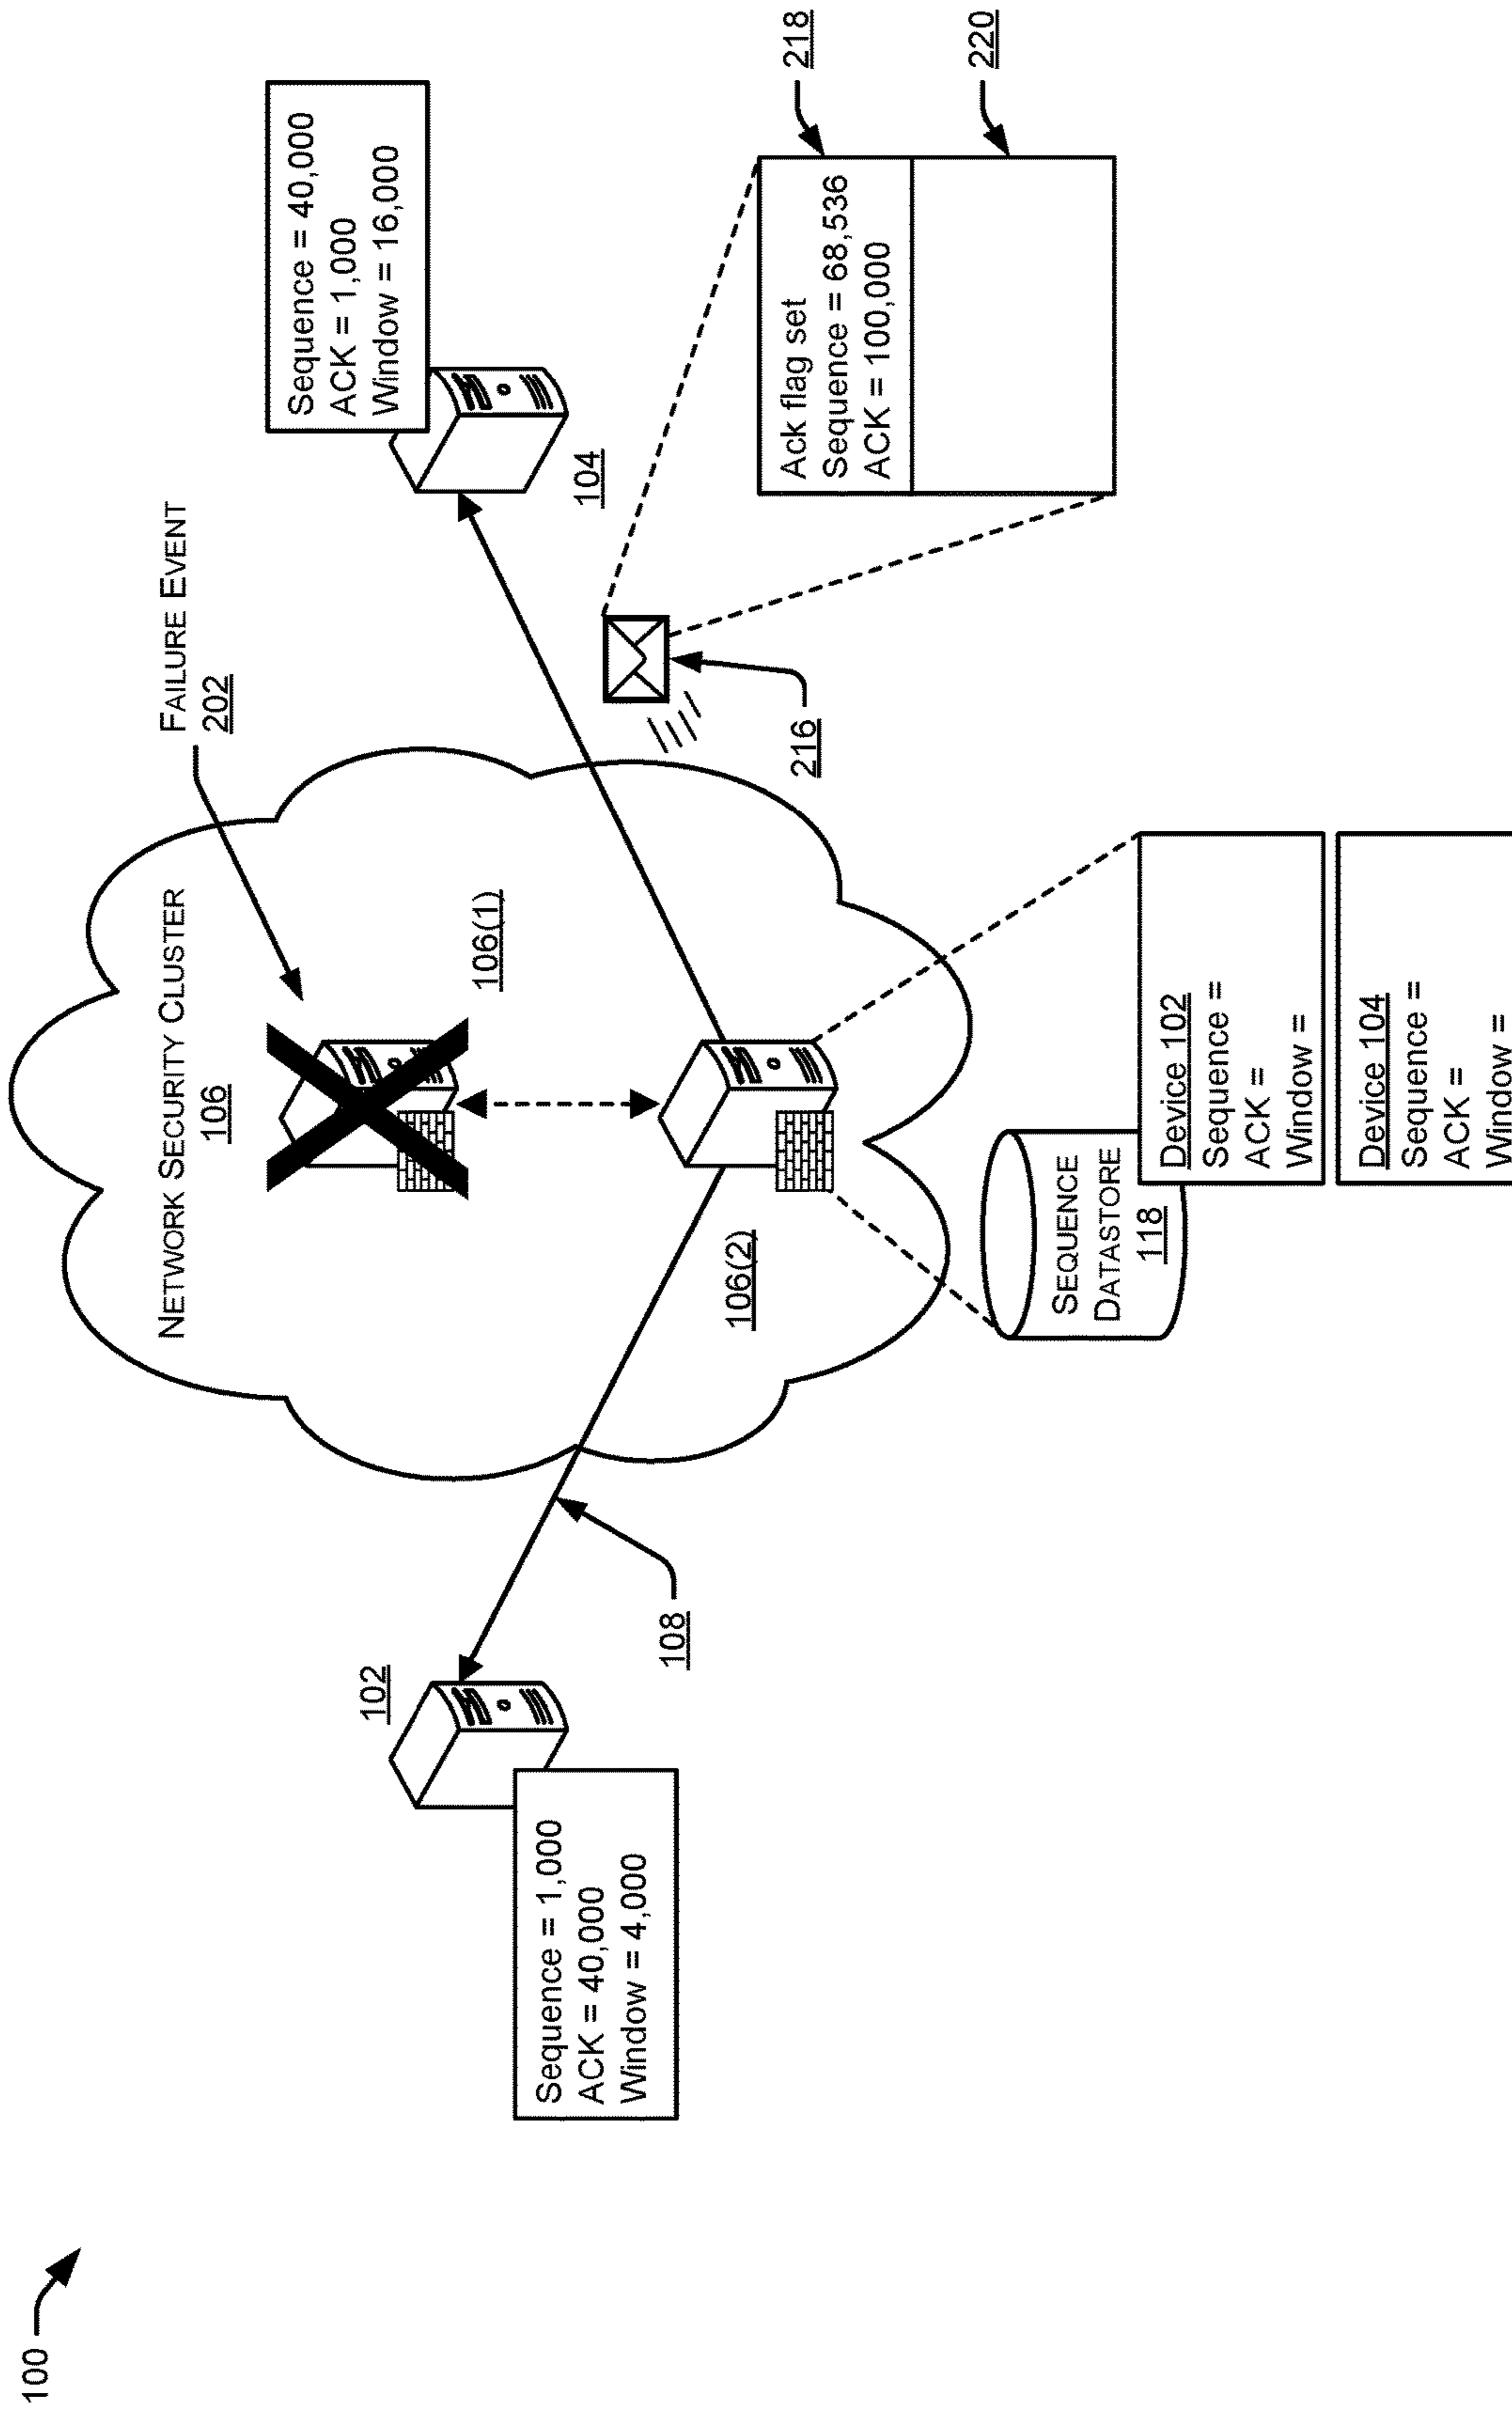 100
NETWORK SECURITY CLUSTER
106
FAILURE EVENT
202
Sequence = 40,000
ACK = 1,000
Window = 16,000
104
102
Sequence = 1,000
ACK = 40,000
Window = 4,000
106(1)
108
106(2)
216
218
Ack flag set
Sequence = 68,536
ACK = 100,000
220
SEQUENCE
DATASTORE
118
Device 102
Sequence =
ACK =
Window =
Device 104
Sequence =
ACK =
Window =